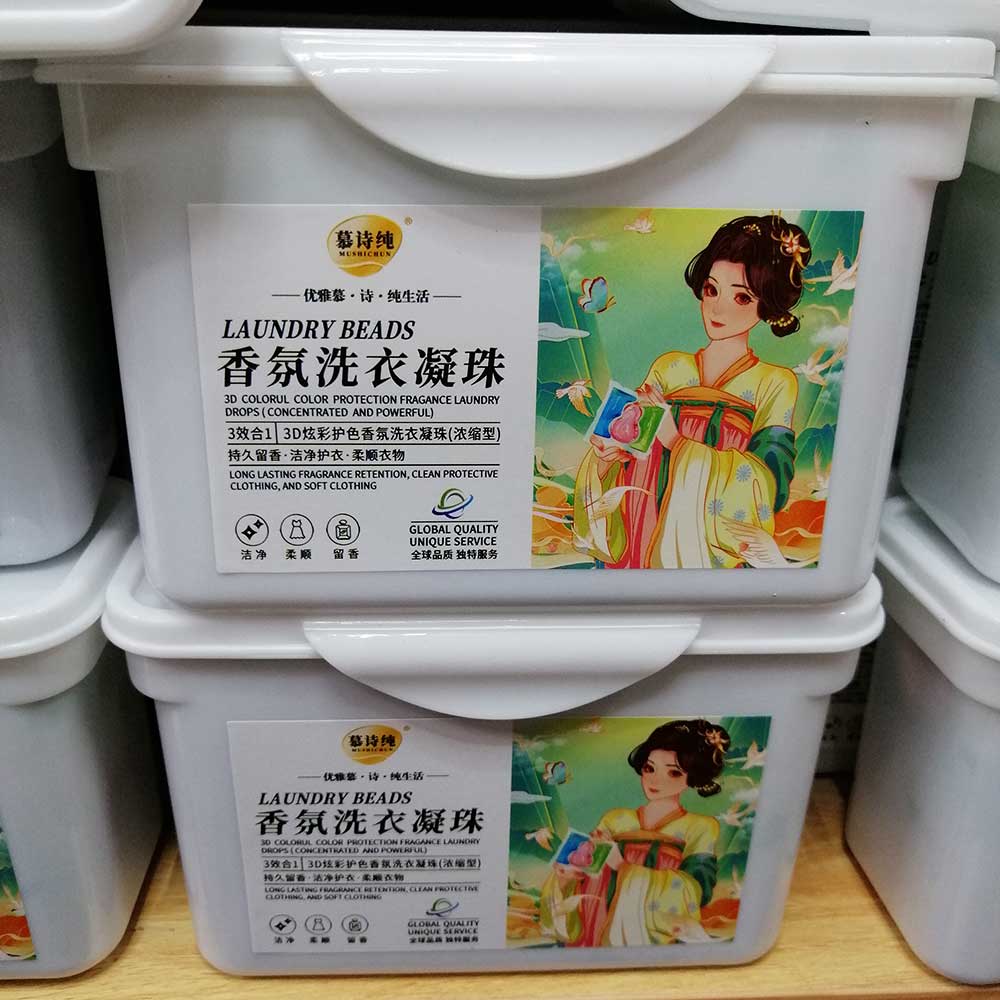 慕诗纯®
MUSHICHUN
优雅慕·诗·纯生活
LAUNDRY BEADS
香氛洗衣凝珠
3D COLORUL COLOR PROTECTION FRAGANCE LAUNDRY
DROPS ( CONCENTRATED AND POWERFUL)
3效合1 3D炫彩护色香氛洗衣凝珠(浓缩型)
持久留香·洁净护衣·柔顺衣物
LONG LASTING FRAGRANCE RETENTION, CLEAN PROTECTIVE
CLOTHING, AND SOFT CLOTHING
洁净 柔顺 留香
GLOBAL QUALITY
UNIQUE SERVICE
全球品质 独特服务
慕诗纯
MUSHICHUN
优雅慕·诗·纯生活
LAUNDRY BEADS
香氛洗衣凝珠
3D COLORUL COLOR PROTECTION FRAGANCE LAUNDRY
DROPS ( CONCENTRATED AND POWERFUL)
3效合1 3D炫彩护色香氛洗衣凝珠(浓缩型)
持久留香·洁净护衣·柔顺衣物
LONG LASTING FRAGRANCE RETENTION, CLEAN PROTECTIVE
CLOTHING, AND SOFT CLOTHING
洁净 柔顺 留香
GLOBAL QUALITY
UNIQUE SERVICE
全球品质 独特服务